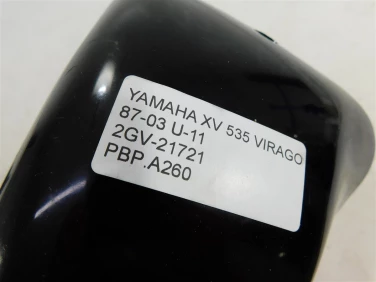 YAMAHA XV 535 VIRAGO
87-03 U-11
2GV-21721
PBP.A260